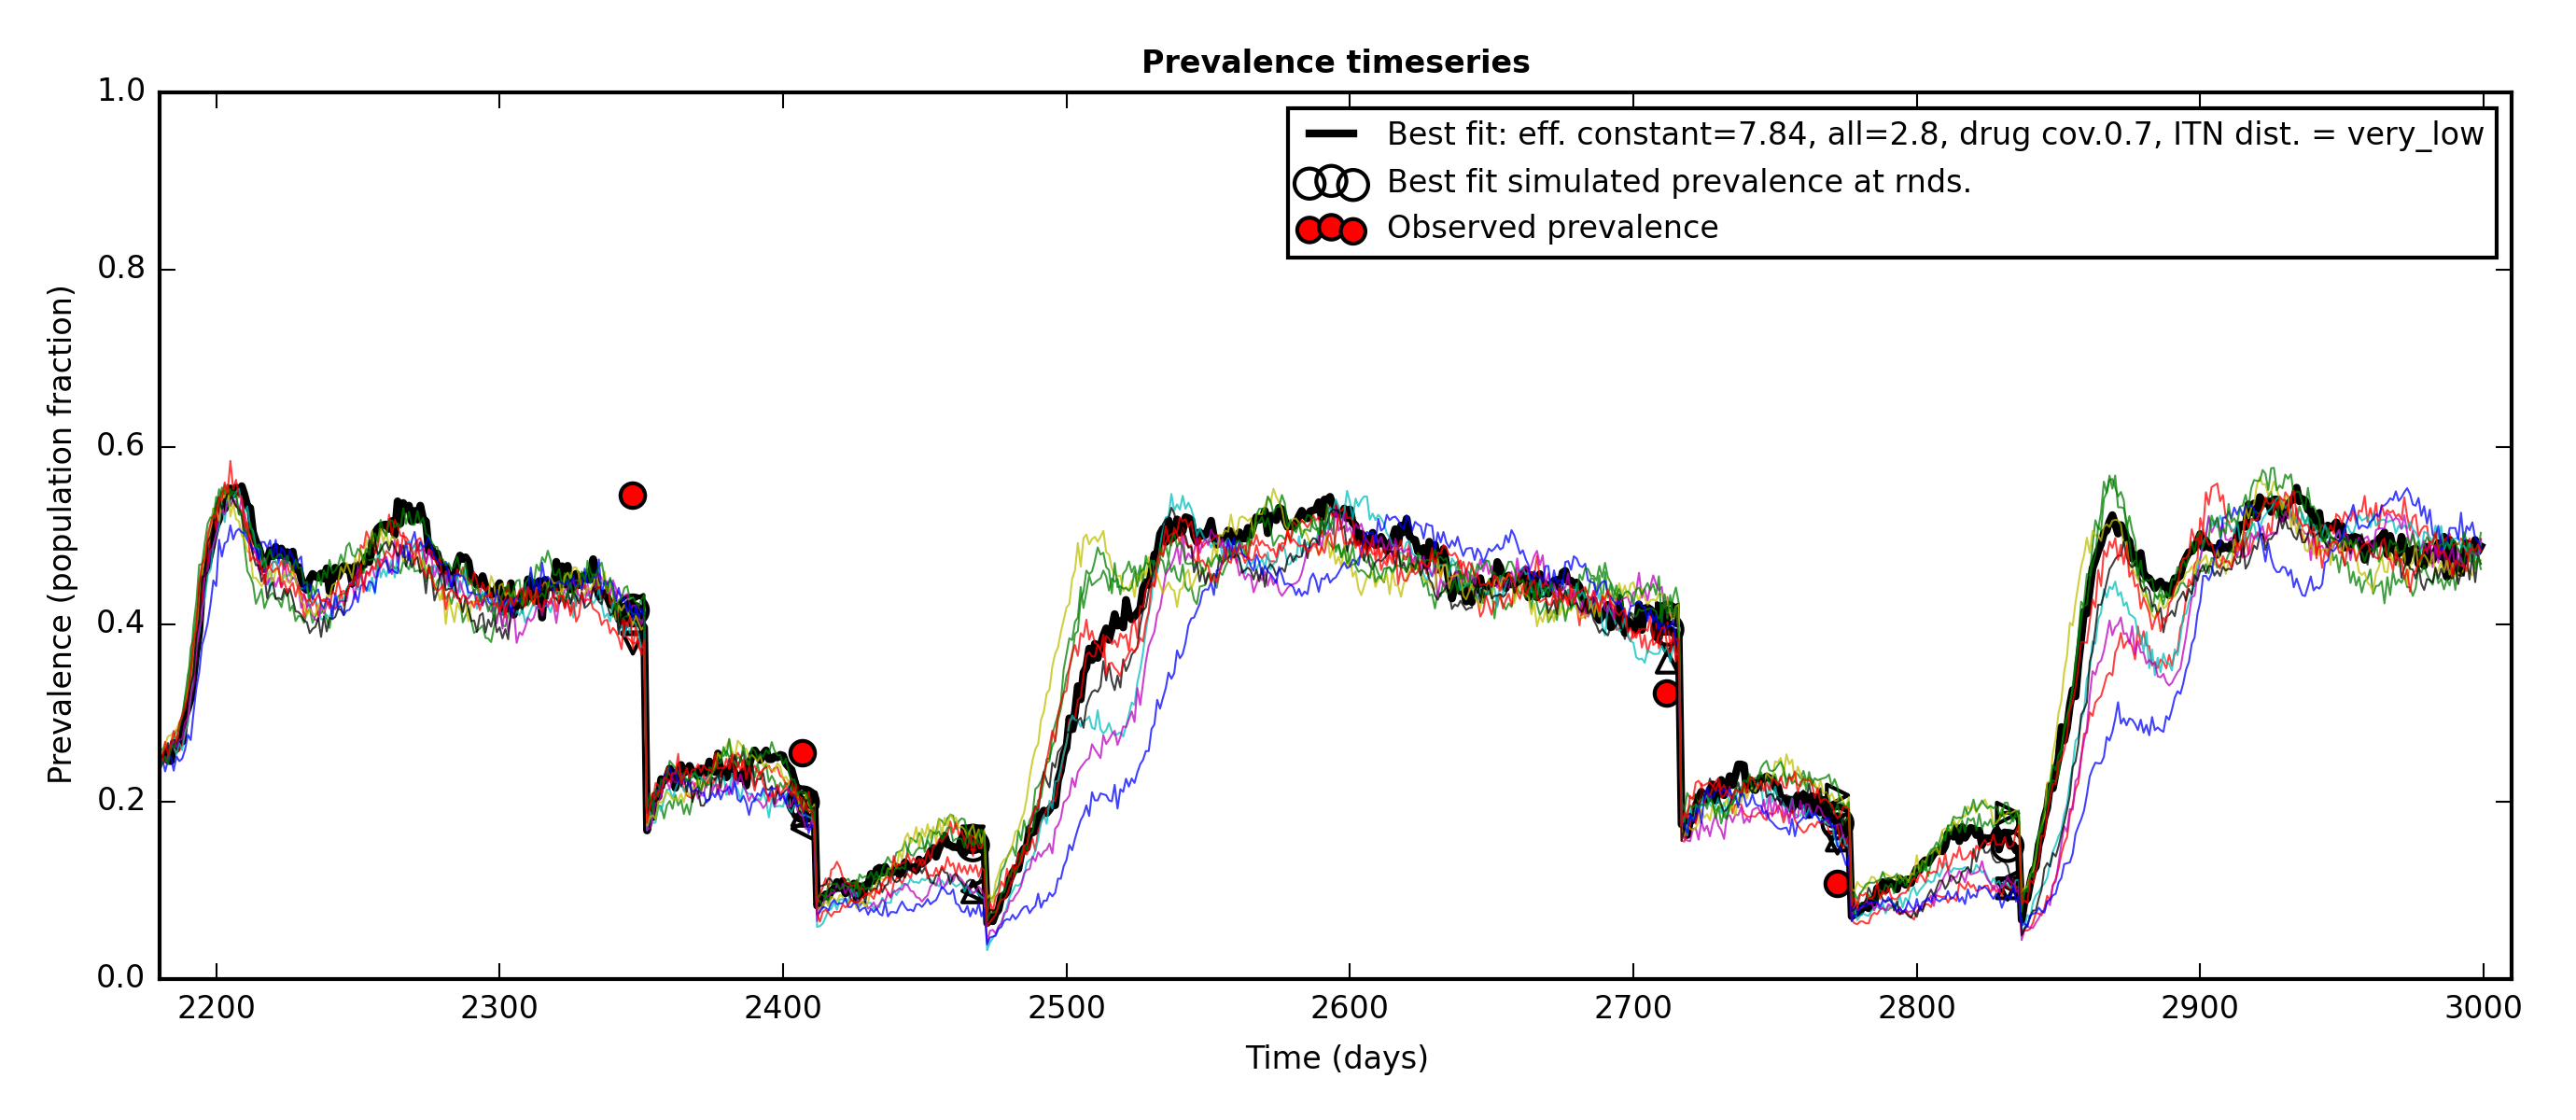 Prevalence timeseries
Best fit: eff. constant=7.84, all=2.8, drug cov.0.7, ITN dist. = very_low
Best fit simulated prevalence at rnds.
Observed prevalence
Prevalence (population fraction)
1.0
0.8
0.6
0.4
0.2
0.0
2200 2300 2400 2500 2600 2700 2800 2900 3000
Time (days)